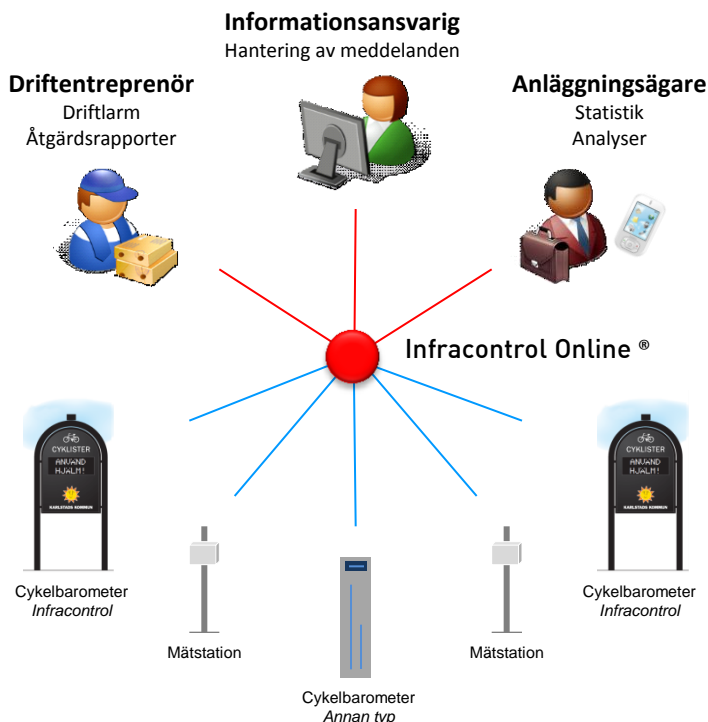 Informationsansvarig
Hantering av meddelanden
Driftentreprenör
Driftlarm
Åtgärdsrapporter
Anläggningsägare
Statistik
Analyser
Infracontrol Online ®
CYKLISTER
ANVÄND
HJÄLM!
KARLSTADS KOMMUN
CYKLISTER
ANVÄND
HJÄLM!
KARLSTADS KOMMUN
Cykelbarometer
Infracontrol
Mätstation
Cykelbarometer
Annan typ
Mätstation
Cykelbarometer
Infracontrol